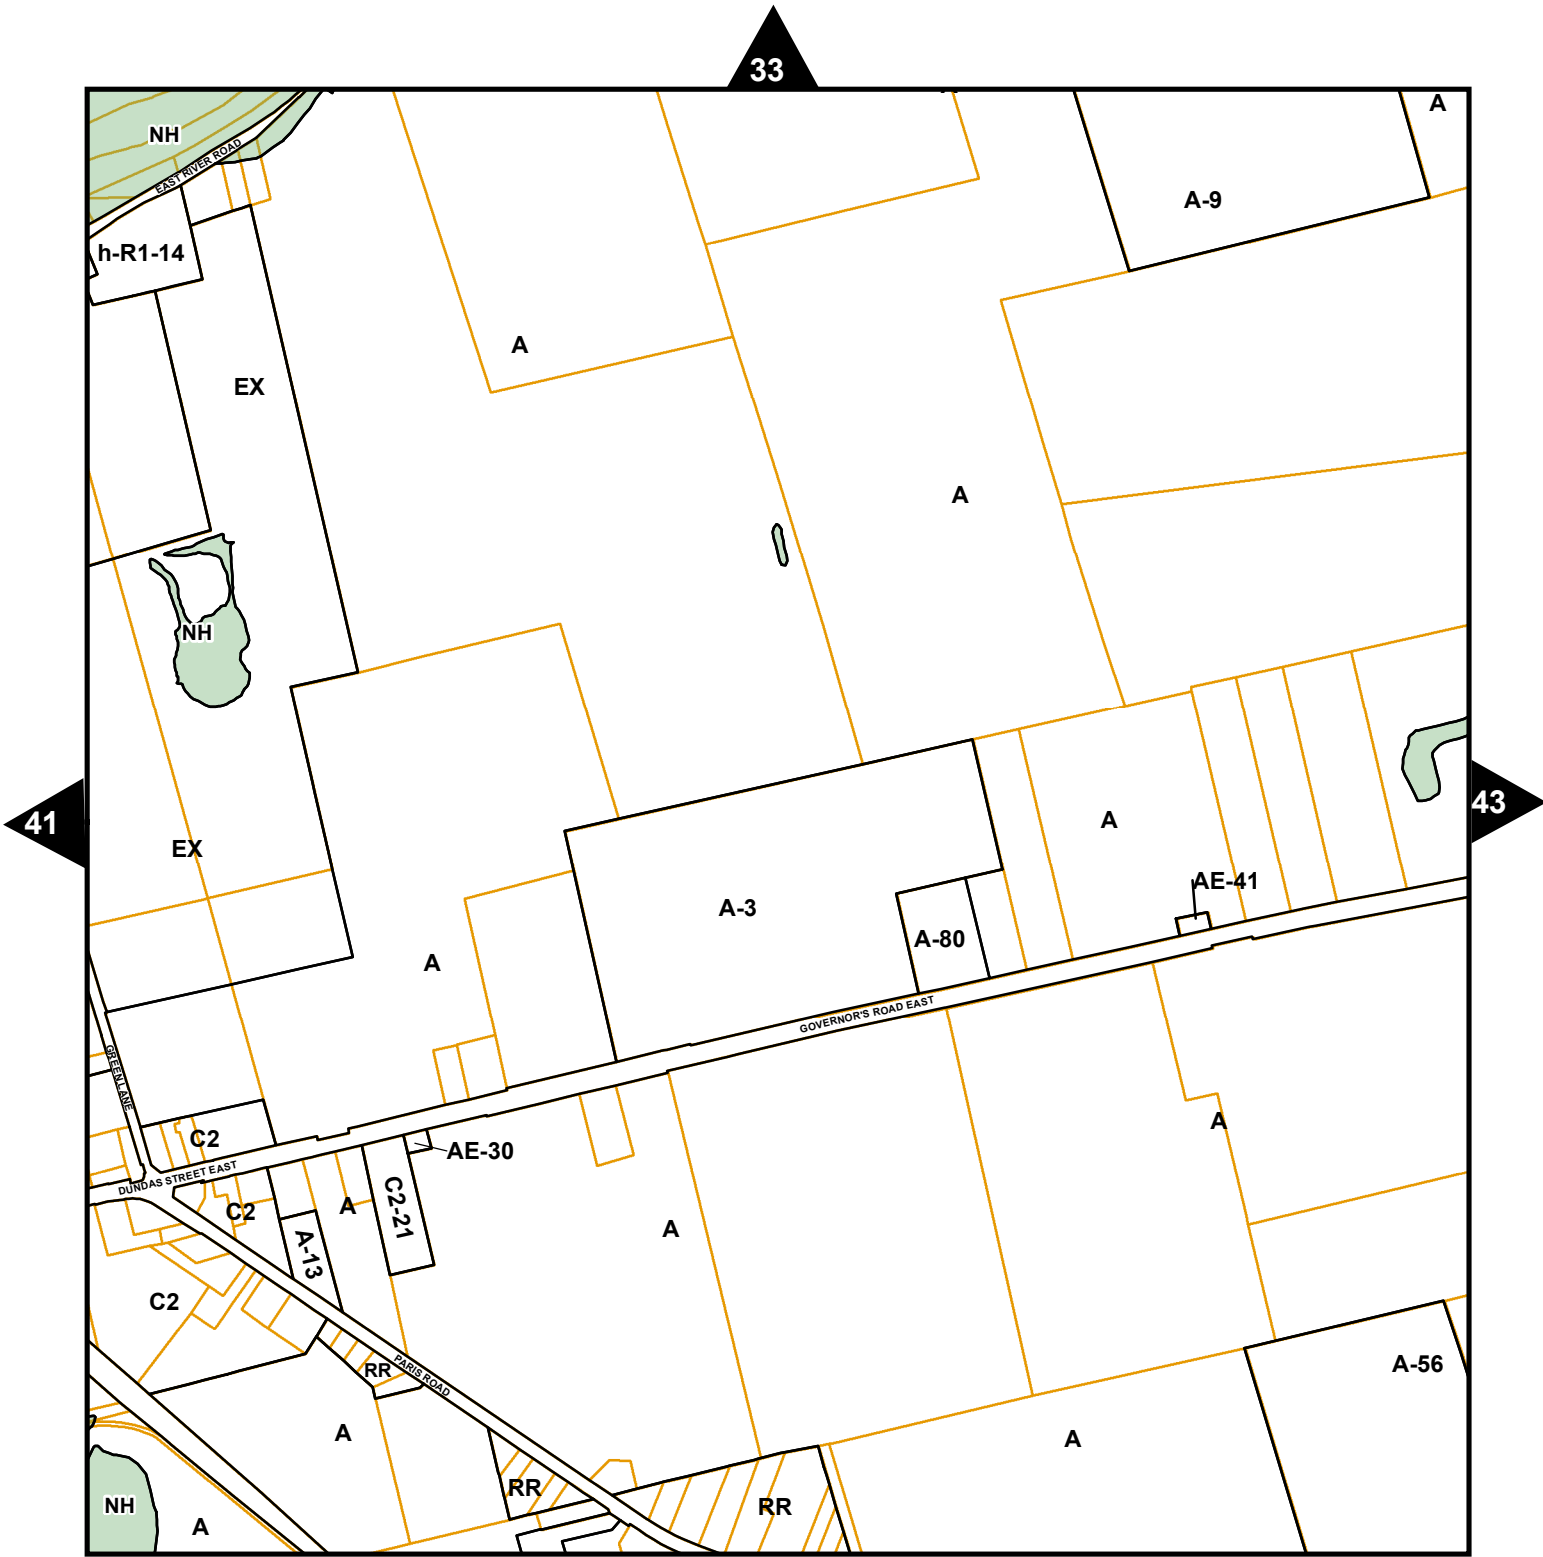 33
NH
A
EAST RIVER ROAD
A-9
h-R1-14
A
EX
A
NH
41
43
A
EX
AE-41
A-3
A-80
A
GOVERNOR'S ROAD EAST
GREEN LANE
A
C2
AE-30
DUNDAS STREET EAST
C2
A
C2-21
A
A-13
C2
PARIS ROAD
RR
A-56
A
A
RR
NH
RR
A